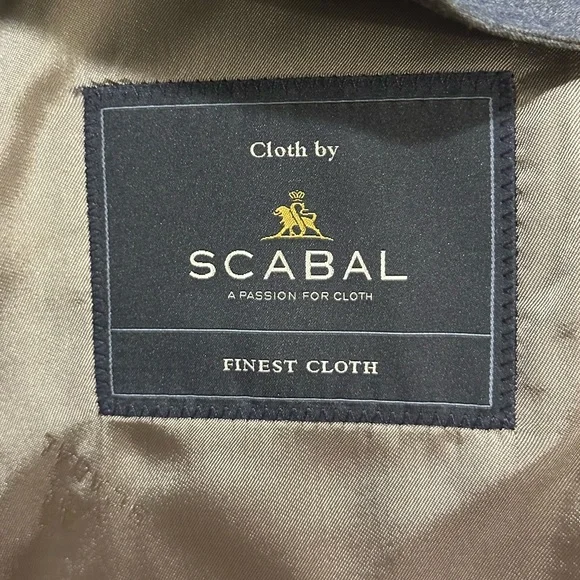 Cloth by
SCABAL
A PASSION FOR CLOTH
FINEST CLOTH